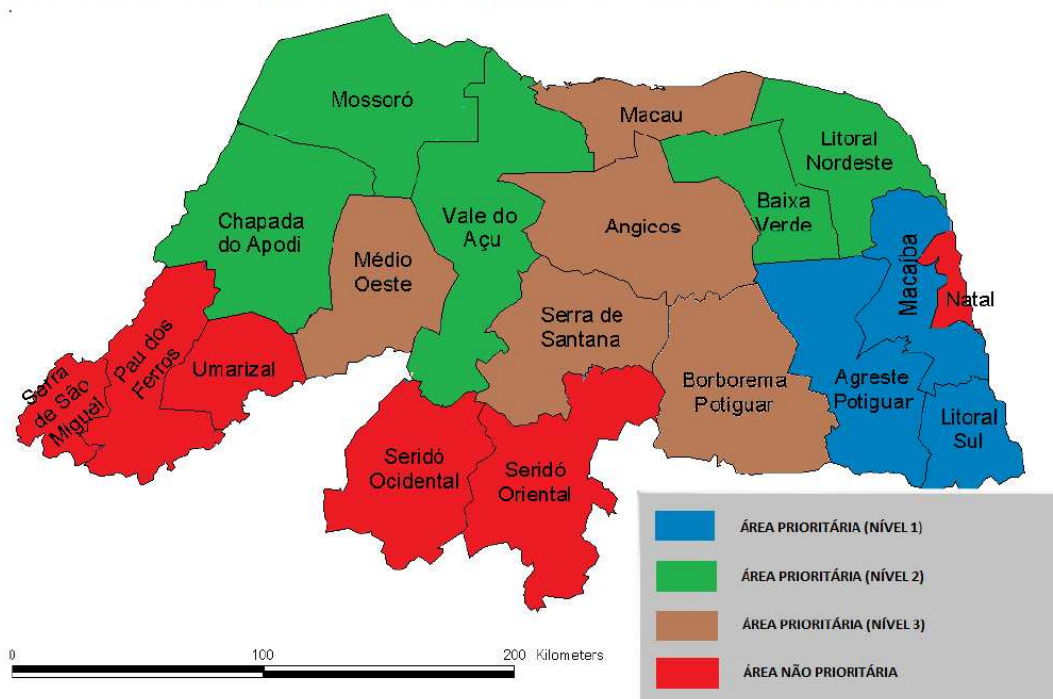 Mossoró
Macau
Litoral
Nordeste
Chapada
do Apodi
Vale do
Açu
Baixa
Verde
Angicos
Médio
Oeste
Macaíba
Natal
Serra de
Santana
Pau dos
Ferros
Umarizal
Serra
de São
Miguel
Borborema
Potiguar
Agreste
Potiguar
Litoral
Sul
Seridó
Ocidental
Seridó
Oriental
ÁREA PRIORITÁRIA (NÍVEL 1)
ÁREA PRIORITÁRIA (NÍVEL 2)
ÁREA PRIORITÁRIA (NÍVEL 3)
ÁREA NÃO PRIORITÁRIA
0 100 200 Kilometers